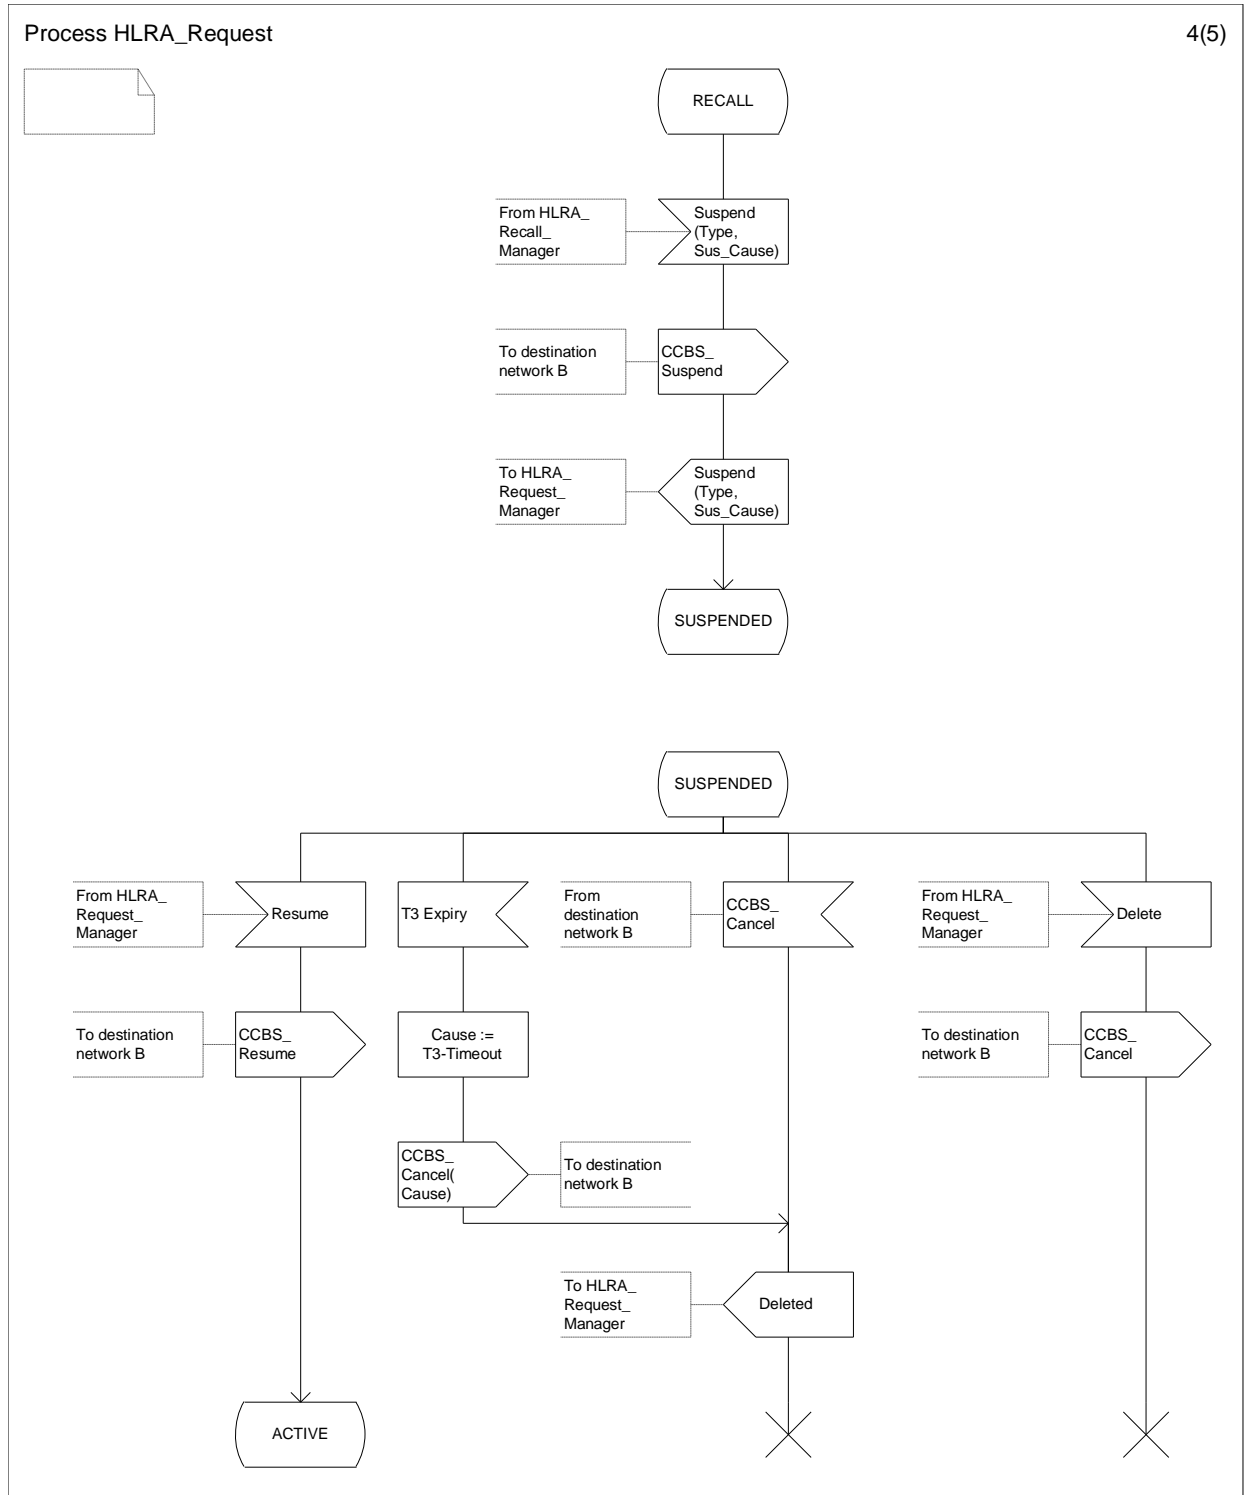 Process HLRA_Request
4(5)
RECALL
From HLRA_
Recall_
Manager
Suspend
(Type,
Sus_Cause)
To destination
network B
CCBS_
Suspend
To HLRA_
Request_
Manager
Suspend
(Type,
Sus_Cause)
SUSPENDED
SUSPENDED
From HLRA_
Request_
Manager
Resume
T3 Expiry
From
destination
network B
CCBS_
Cancel
From HLRA_
Request_
Manager
Delete
To destination
network B
CCBS_
Resume
Cause :=
T3-Timeout
To destination
network B
CCBS_
Cancel
CCBS_
Cancel(
Cause)
To destination
network B
To HLRA_
Request_
Manager
Deleted
ACTIVE